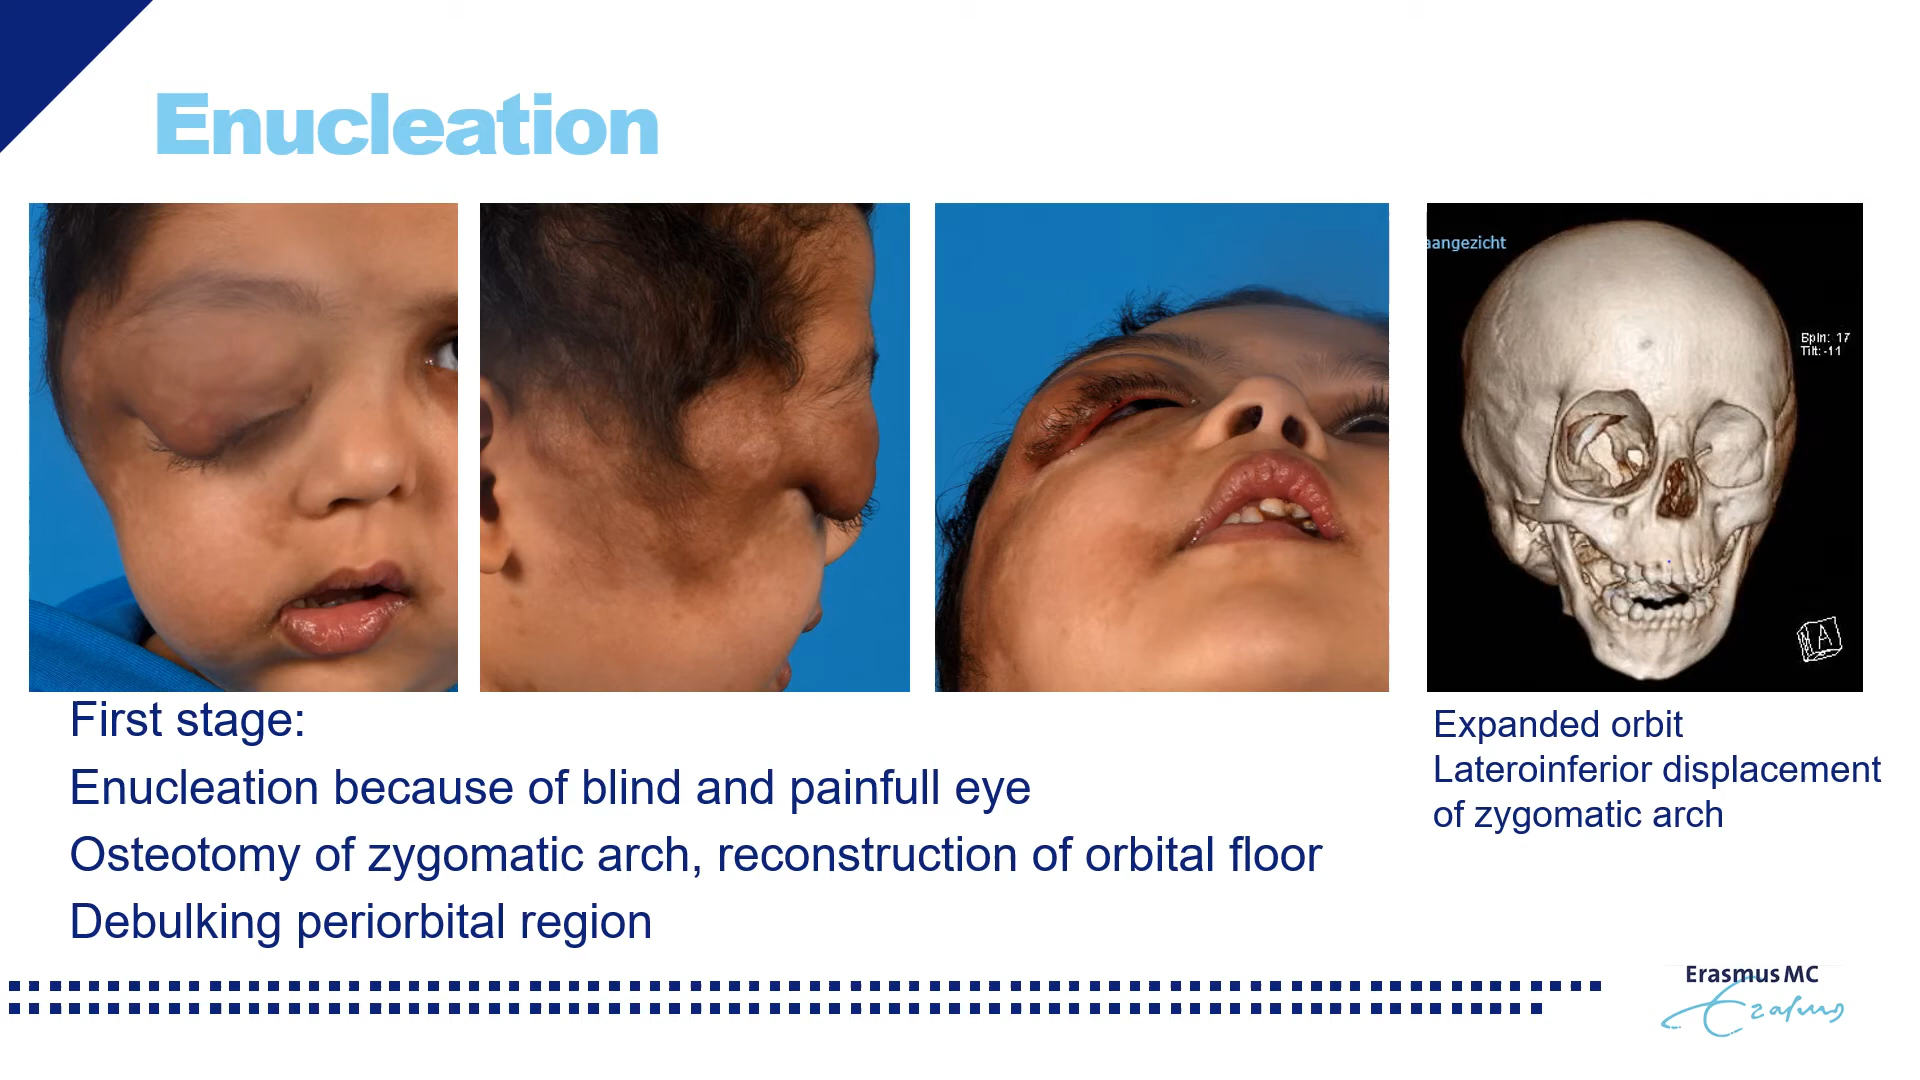 Enucleation
aangezicht
Spin: 17
Tilt: -11
A
First stage:
Enucleation because of blind and painfull eye
Osteotomy of zygomatic arch, reconstruction of orbital floor
Debulking periorbital region
Expanded orbit
Lateroinferior displacement
of zygomatic arch
Erasmus MC
Erasmus